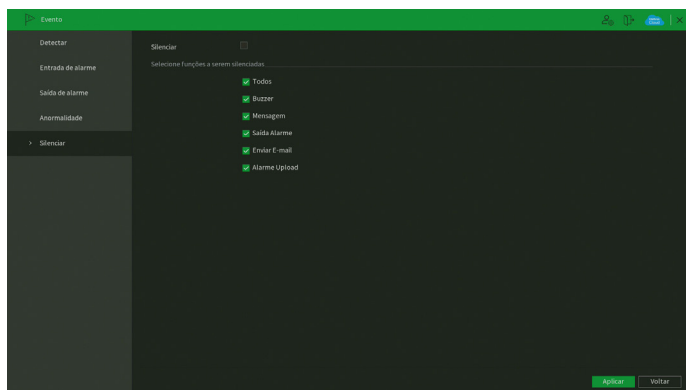 Evento
Detectar
Entrada de alarme
Saída de alarme
Anormalidade
Silenciar
Silenciar
Selecione funções a serem silenciadas
Todos
Buzzer
Mensagem
Saída Alarme
Enviar E-mail
Alarme Upload
Aplicar
Voltar